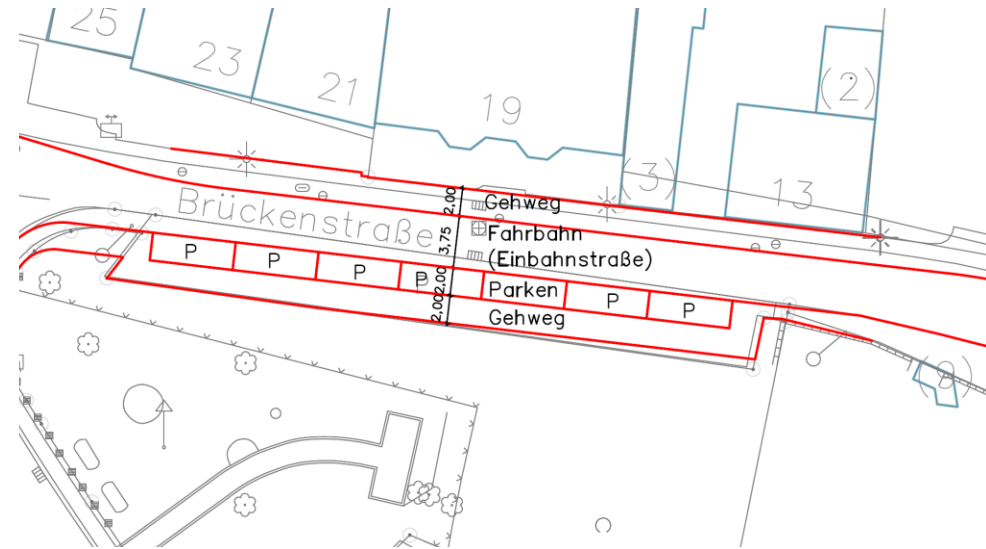 25
23
21
19
(2)
(3)
13
Brückenstraße
2,00
Gehweg
3,75
Fahrbahn
(Einbahnstraße)
P
P
P
P
2,00
Parken
P
P
2,00
Gehweg
(9)